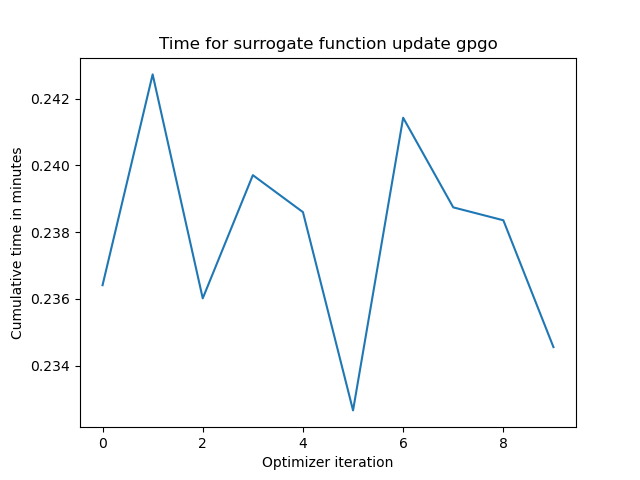 Time for surrogate function update gpgo
Cumulative time in minutes
0.242
0.240
0.238
0.236
0.234
0 2 4 6 8
Optimizer iteration